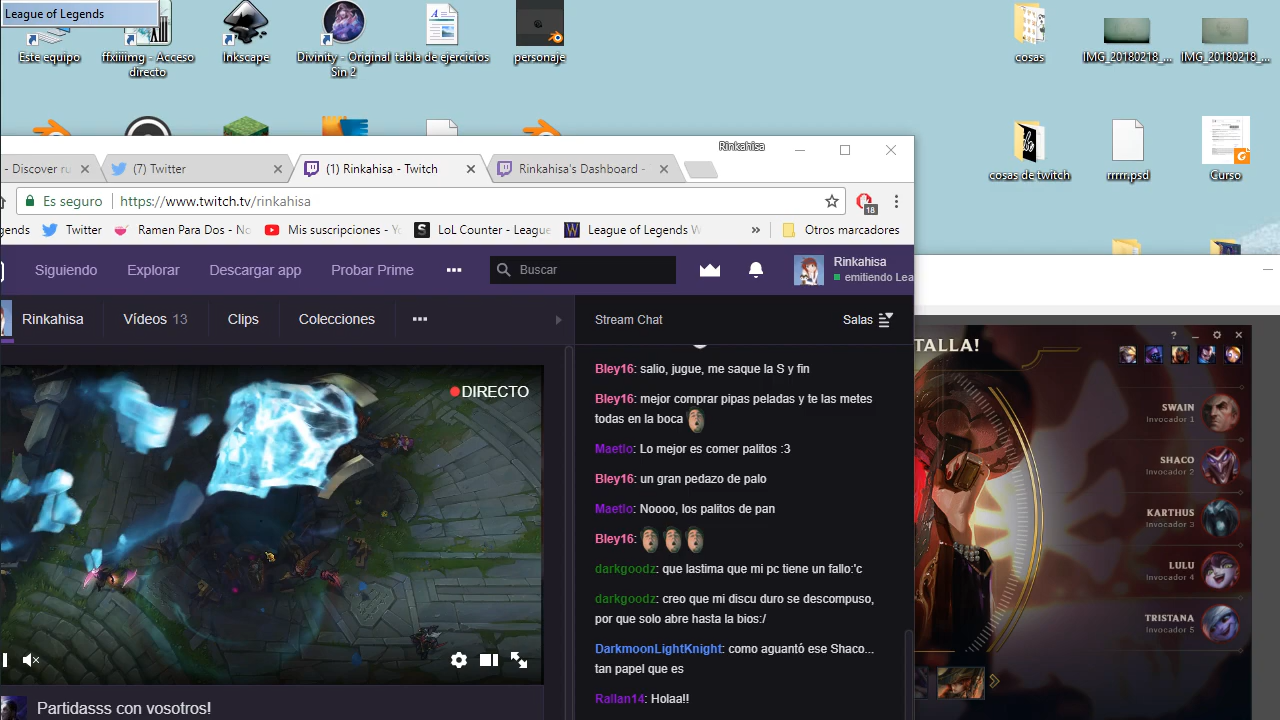 League of Legends
Este equipo
ffxiiiimg - Acceso
directo
Inkscape
Divinity - Original
Sin 2
tabla de ejercicios
personaje
cosas
IMG_20180218_...
IMG_20180218_...
cosas de twitch
rrrrrr.psd
Curso
Rinkahisa
- Discover ru
(7) Twitter
(1) Rinkahisa - Twitch
Rinkahisa's Dashboard -
Es seguro
https://www.twitch.tv/rinkahisa
18
gends
Twitter
Ramen Para Dos - No
Mis suscripciones - Yo
LoL Counter - League
League of Legends W
»
Otros marcadores
Siguiendo
Explorar
Descargar app
Probar Prime
Buscar
Rinkahisa
emitiendo Lea
Rinkahisa
Vídeos 13
Clips
Colecciones
Stream Chat
Salas
DIRECTO
Bley16: salio, jugue, me saque la S y fin
Bley16: mejor comprar pipas peladas y te las metes
todas en la boca
Maetlo: Lo mejor es comer palitos :3
Bley16: un gran pedazo de palo
Maetlo: Noooo, los palitos de pan
Bley16:
darkgoodz: que lastima que mi pc tiene un fallo:'c
darkgoodz: creo que mi discu duro se descompuso,
por que solo abre hasta la bios:/
DarkmoonLightKnight: como aguantó ese Shaco...
tan papel que es
Rallan14: Holaa!!
Partidasss con vosotros!
TALLA!
SWAIN
Invocador 1
SHACO
Invocador 2
KARTHUS
Invocador 3
LULU
Invocador 4
TRISTANA
Invocador 5